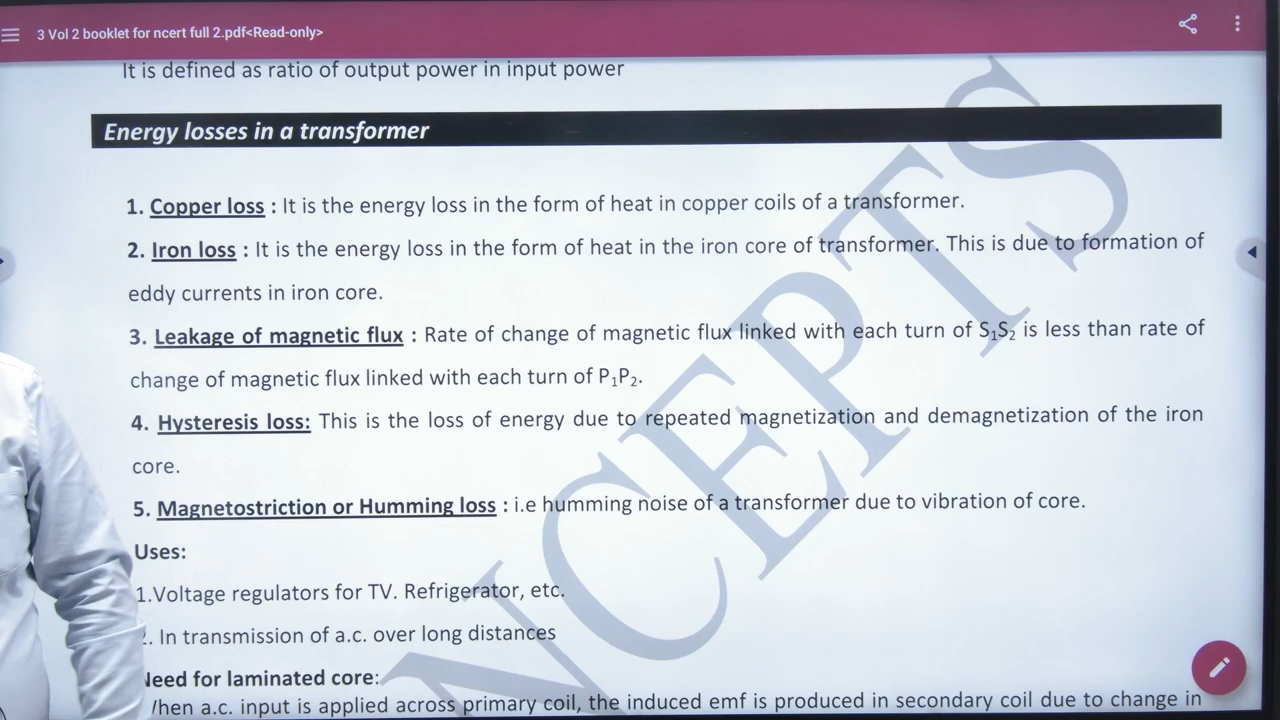 3 Vol 2 booklet for ncert full 2.pdf<Read-only>
It is defined as ratio of output power in input power
Energy losses in a transformer
1. Copper loss : It is the energy loss in the form of heat in copper coils of a transformer.
2. Iron loss : It is the energy loss in the form of heat in the iron core of transformer. This is due to formation of
eddy currents in iron core.
3. Leakage of magnetic flux : Rate of change of magnetic flux linked with each turn of S₁S₂ is less than rate of
change of magnetic flux linked with each turn of P₁P₂.
4. Hysteresis loss: This is the loss of energy due to repeated magnetization and demagnetization of the iron
core.
5. Magnetostriction or Humming loss : i.e humming noise of a transformer due to vibration of core.
Uses:
1.Voltage regulators for TV. Refrigerator, etc.
2. In transmission of a.c. over long distances
Need for laminated core:
When a.c. input is applied across primary coil, the induced emf is produced in secondary coil due to change in
NCEPTS